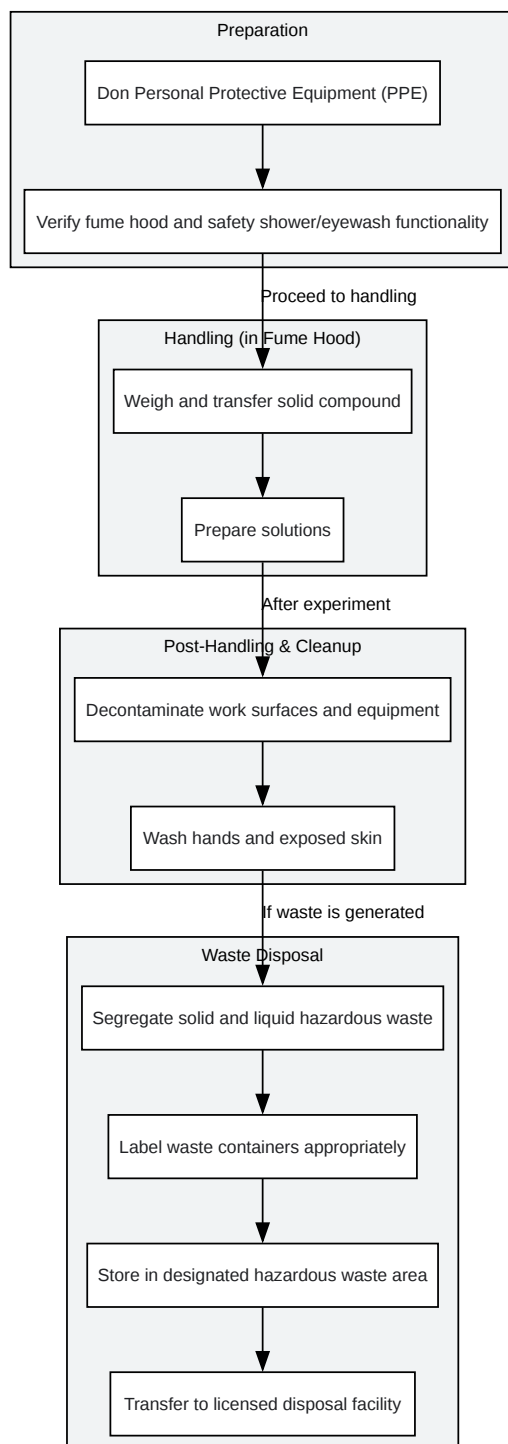 Preparation
Don Personal Protective Equipment (PPE)
Verify fume hood and safety shower/eyewash functionality
Proceed to handling
Handling (in Fume Hood)
Weigh and transfer solid compound
Prepare solutions
After experiment
Post-Handling & Cleanup
Decontaminate work surfaces and equipment
Wash hands and exposed skin
If waste is generated
Waste Disposal
Segregate solid and liquid hazardous waste
Label waste containers appropriately
Store in designated hazardous waste area
Transfer to licensed disposal facility